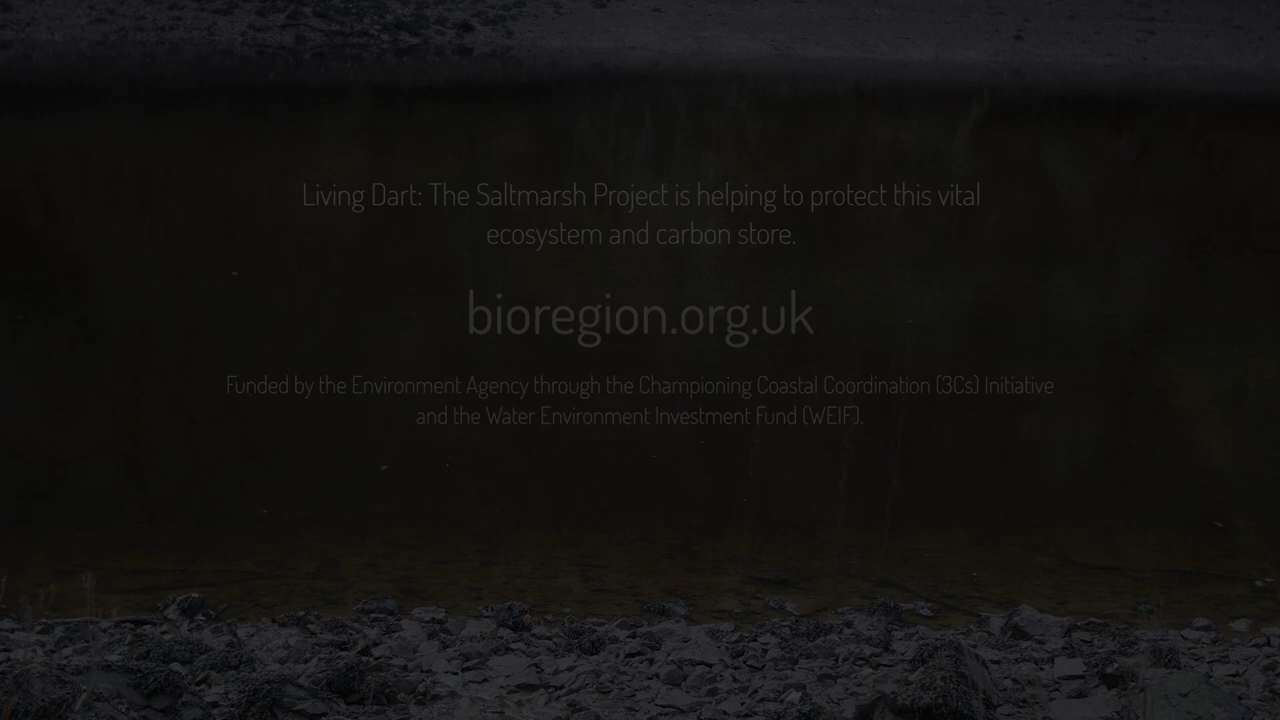 Living Dart: The Saltmarsh Project is helping to protect this vital
ecosystem and carbon store.
bioregion.org.uk
Funded by the Environment Agency through the Championing Coastal Coordination (3Cs) Initiative
and the Water Environment Investment Fund (WEIF).